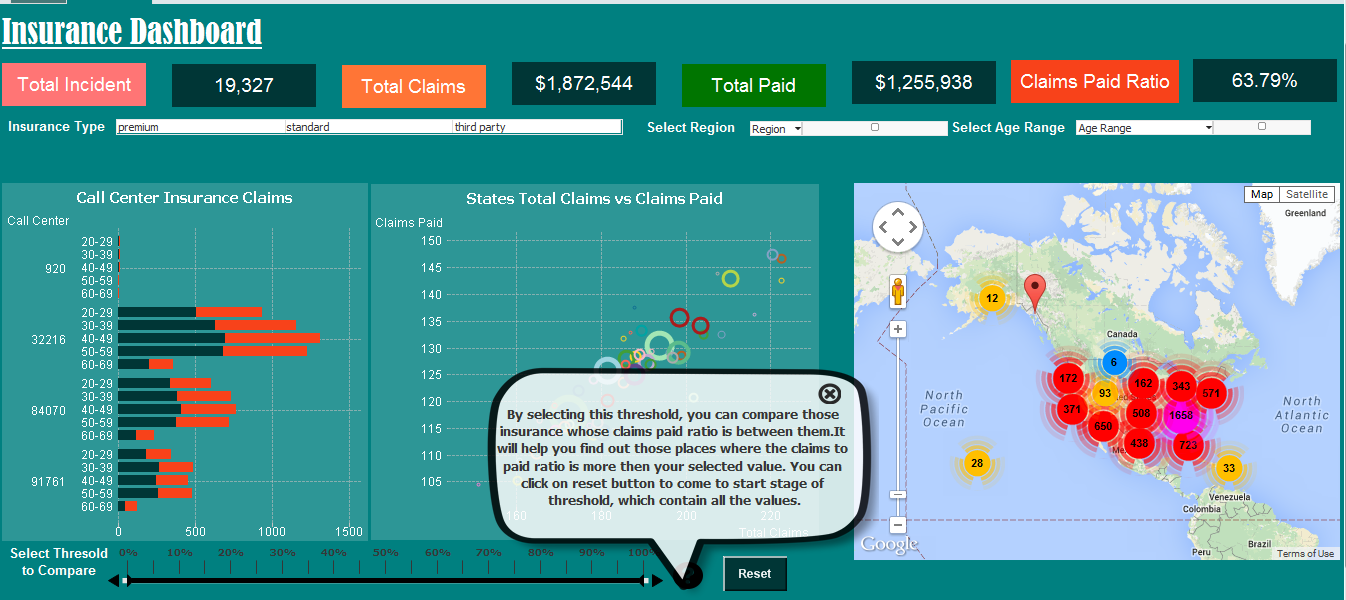 Insurance Dashboard
Total Incident 19,327 Total Claims $1,872,544 Total Paid $1,255,938 Claims Paid Ratio 63.79%
Insurance Type premium standard third party Select Region Region Select Age Range Age Range
Call Center Insurance Claims
Call Center
920
20-29
30-39
40-49
50-59
60-69
32216
20-29
30-39
40-49
50-59
60-69
84070
20-29
30-39
40-49
50-59
60-69
91761
20-29
30-39
40-49
50-59
60-69
0 500 1000 1500
States Total Claims vs Claims Paid
Claims Paid
150
145
140
135
130
125
120
115
110
105
160 180 200 220
Total Claims
By selecting this threshold, you can compare those
insurance whose claims paid ratio is between them.It
will help you find out those places where the claims to
paid ratio is more then your selected value. You can
click on reset button to come to start stage of
threshold, which contain all the values.
Map Satellite
Greenland
12
Canada
6
172
93
162
343
571
371
650
508
1658
438
723
28
33
North
Pacific
Ocean
North
Atlantic
Ocean
Venezuela
Colombia
Brazil
Peru
Google
Terms of Use
Select Thresold
to Compare
0% 10% 20% 30% 40% 50% 60% 70% 80% 90% 100%
Reset